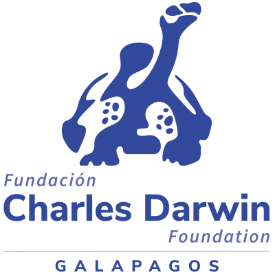 Fundación
Charles Darwin
Foundation
GALAPAGOS